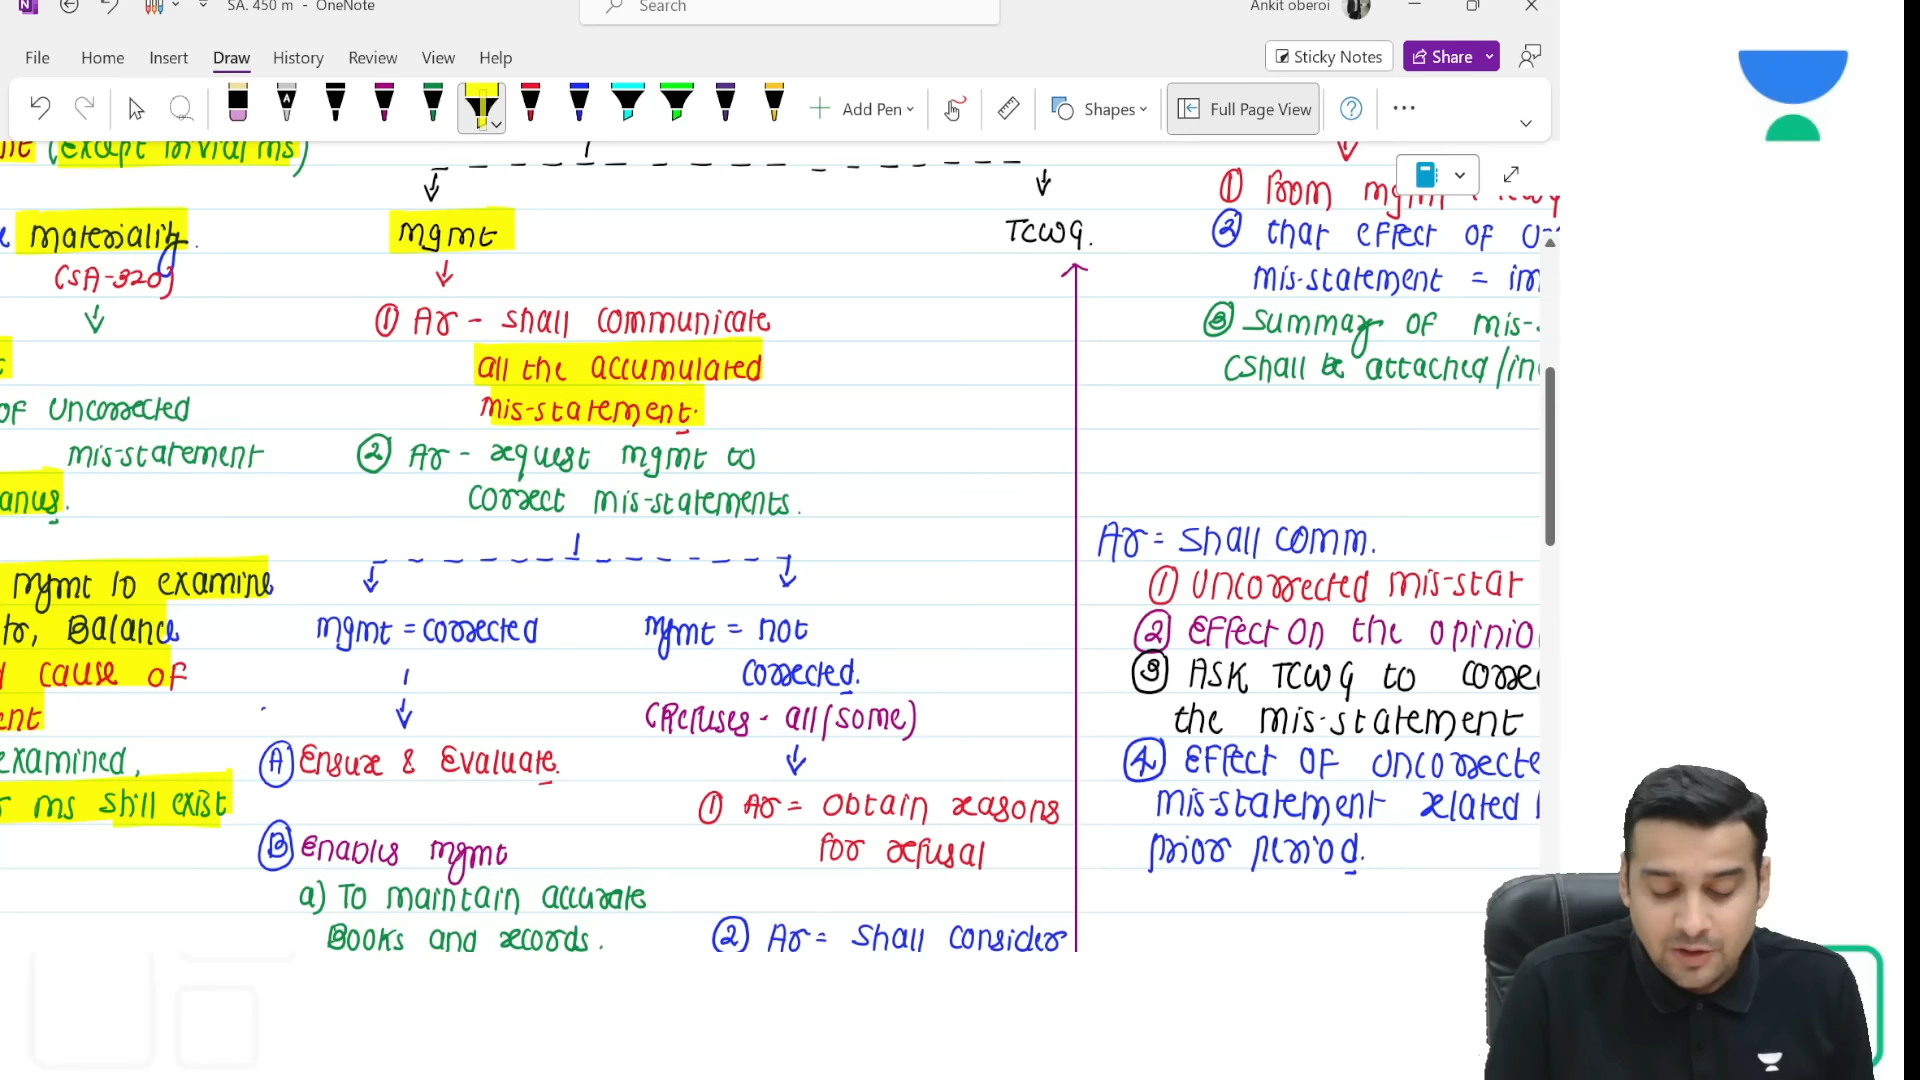 SA. 450 m - OneNote
Search
Ankit oberoi
File Home Insert Draw History Review View Help
Sticky Notes
Share
Add Pen
Shapes
Full Page View
(except trivial ms)
materiality.
(SA-320)
of uncorrected
mis-statement
mgmt to examine
Balance
cause of
examined,
ms still exist
mgmt
① Ar - shall communicate
all the accumulated
mis-statement.
② Ar - request mgmt to
correct mis-statements.
mgmt = corrected
Ⓐ Ensure & Evaluate.
Ⓑ Enables mgmt
a) To maintain accurate
Books and records.
mgmt = not
corrected.
(Refuses - all/some)
① Ar = Obtain reasons
for refusal
② Ar = Shall consider
TCWG.
① From mgmt
② that effect of
mis-statement =
③ Summary of mis-
(shall be attached/
Ar = Shall comm.
① Uncorrected mis-stat
② Effect on the opinio
③ ASK TCWG to corre
the mis-statement
④ Effect of uncorrecte
mis-statement related
prior period.